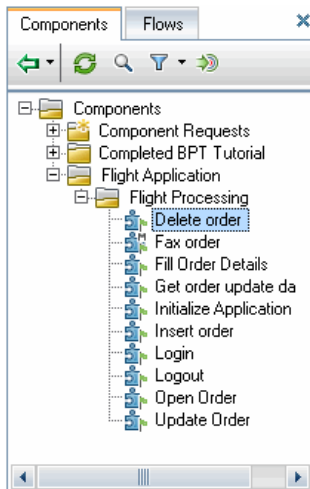 Components Flows
Components
Component Requests
Completed BPT Tutorial
Flight Application
Flight Processing
Delete order
Fax order
Fill Order Details
Get order update da
Initialize Application
Insert order
Login
Logout
Open Order
Update Order